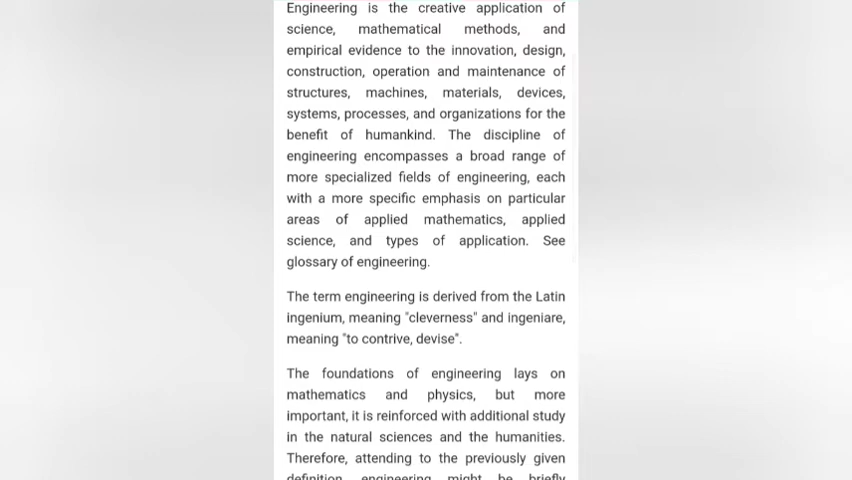 Engineering is the creative application of
science, mathematical methods, and
empirical evidence to the innovation, design,
construction, operation and maintenance of
structures, machines, materials, devices,
systems, processes, and organizations for the
benefit of humankind. The discipline of
engineering encompasses a broad range of
more specialized fields of engineering, each
with a more specific emphasis on particular
areas of applied mathematics, applied
science, and types of application. See
glossary of engineering.
The term engineering is derived from the Latin
ingenium, meaning "cleverness" and ingeniare,
meaning "to contrive, devise".
The foundations of engineering lays on
mathematics and physics, but more
important, it is reinforced with additional study
in the natural sciences and the humanities.
Therefore, attending to the previously given
definition, engineering might be briefly